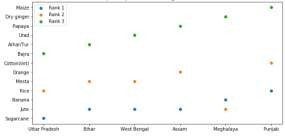 Maize
Dry ginger
Papaya
Urad
Arhar/Tur
Bajra
Cotton(lint)
Orange
Mesta
Rice
Banana
Jute
Sugarcane
Rank 1
Rank 2
Rank 3
Uttar Pradesh
Bihar
West Bengal
Assam
Meghalaya
Punjab